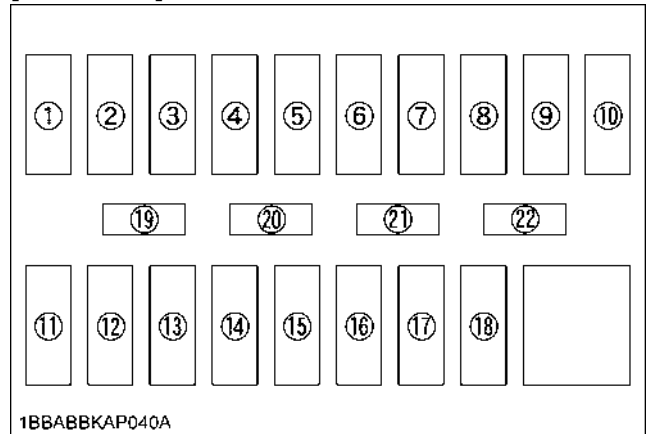 ① ② ③ ④ ⑤ ⑥ ⑦ ⑧ ⑨ ⑩
⑲ ⑳ ㉑ ㉒
⑪ ⑫ ⑬ ⑭ ⑮ ⑯ ⑰ ⑱
1BBABBKAP040A